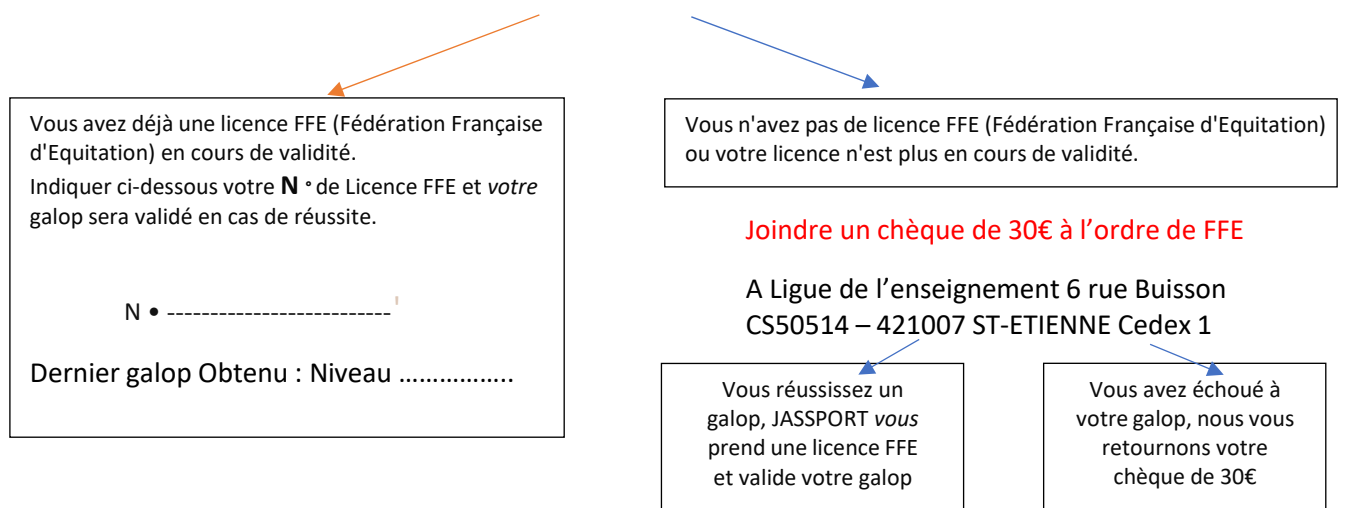 Vous avez déjà une licence FFE (Fédération Française
d'Equitation) en cours de validité.
Indiquer ci-dessous votre N ° de Licence FFE et votre
galop sera validé en cas de réussite.
N • --------------------------'
Dernier galop Obtenu : Niveau ……………..
Vous n'avez pas de licence FFE (Fédération Française d'Equitation)
ou votre licence n'est plus en cours de validité.
Joindre un chèque de 30€ à l’ordre de FFE
A Ligue de l’enseignement 6 rue Buisson
CS50514 – 421007 ST-ETIENNE Cedex 1
Vous réussissez un
galop, JASSPORT vous
prend une licence FFE
et valide votre galop
Vous avez échoué à
votre galop, nous vous
retournons votre
chèque de 30€